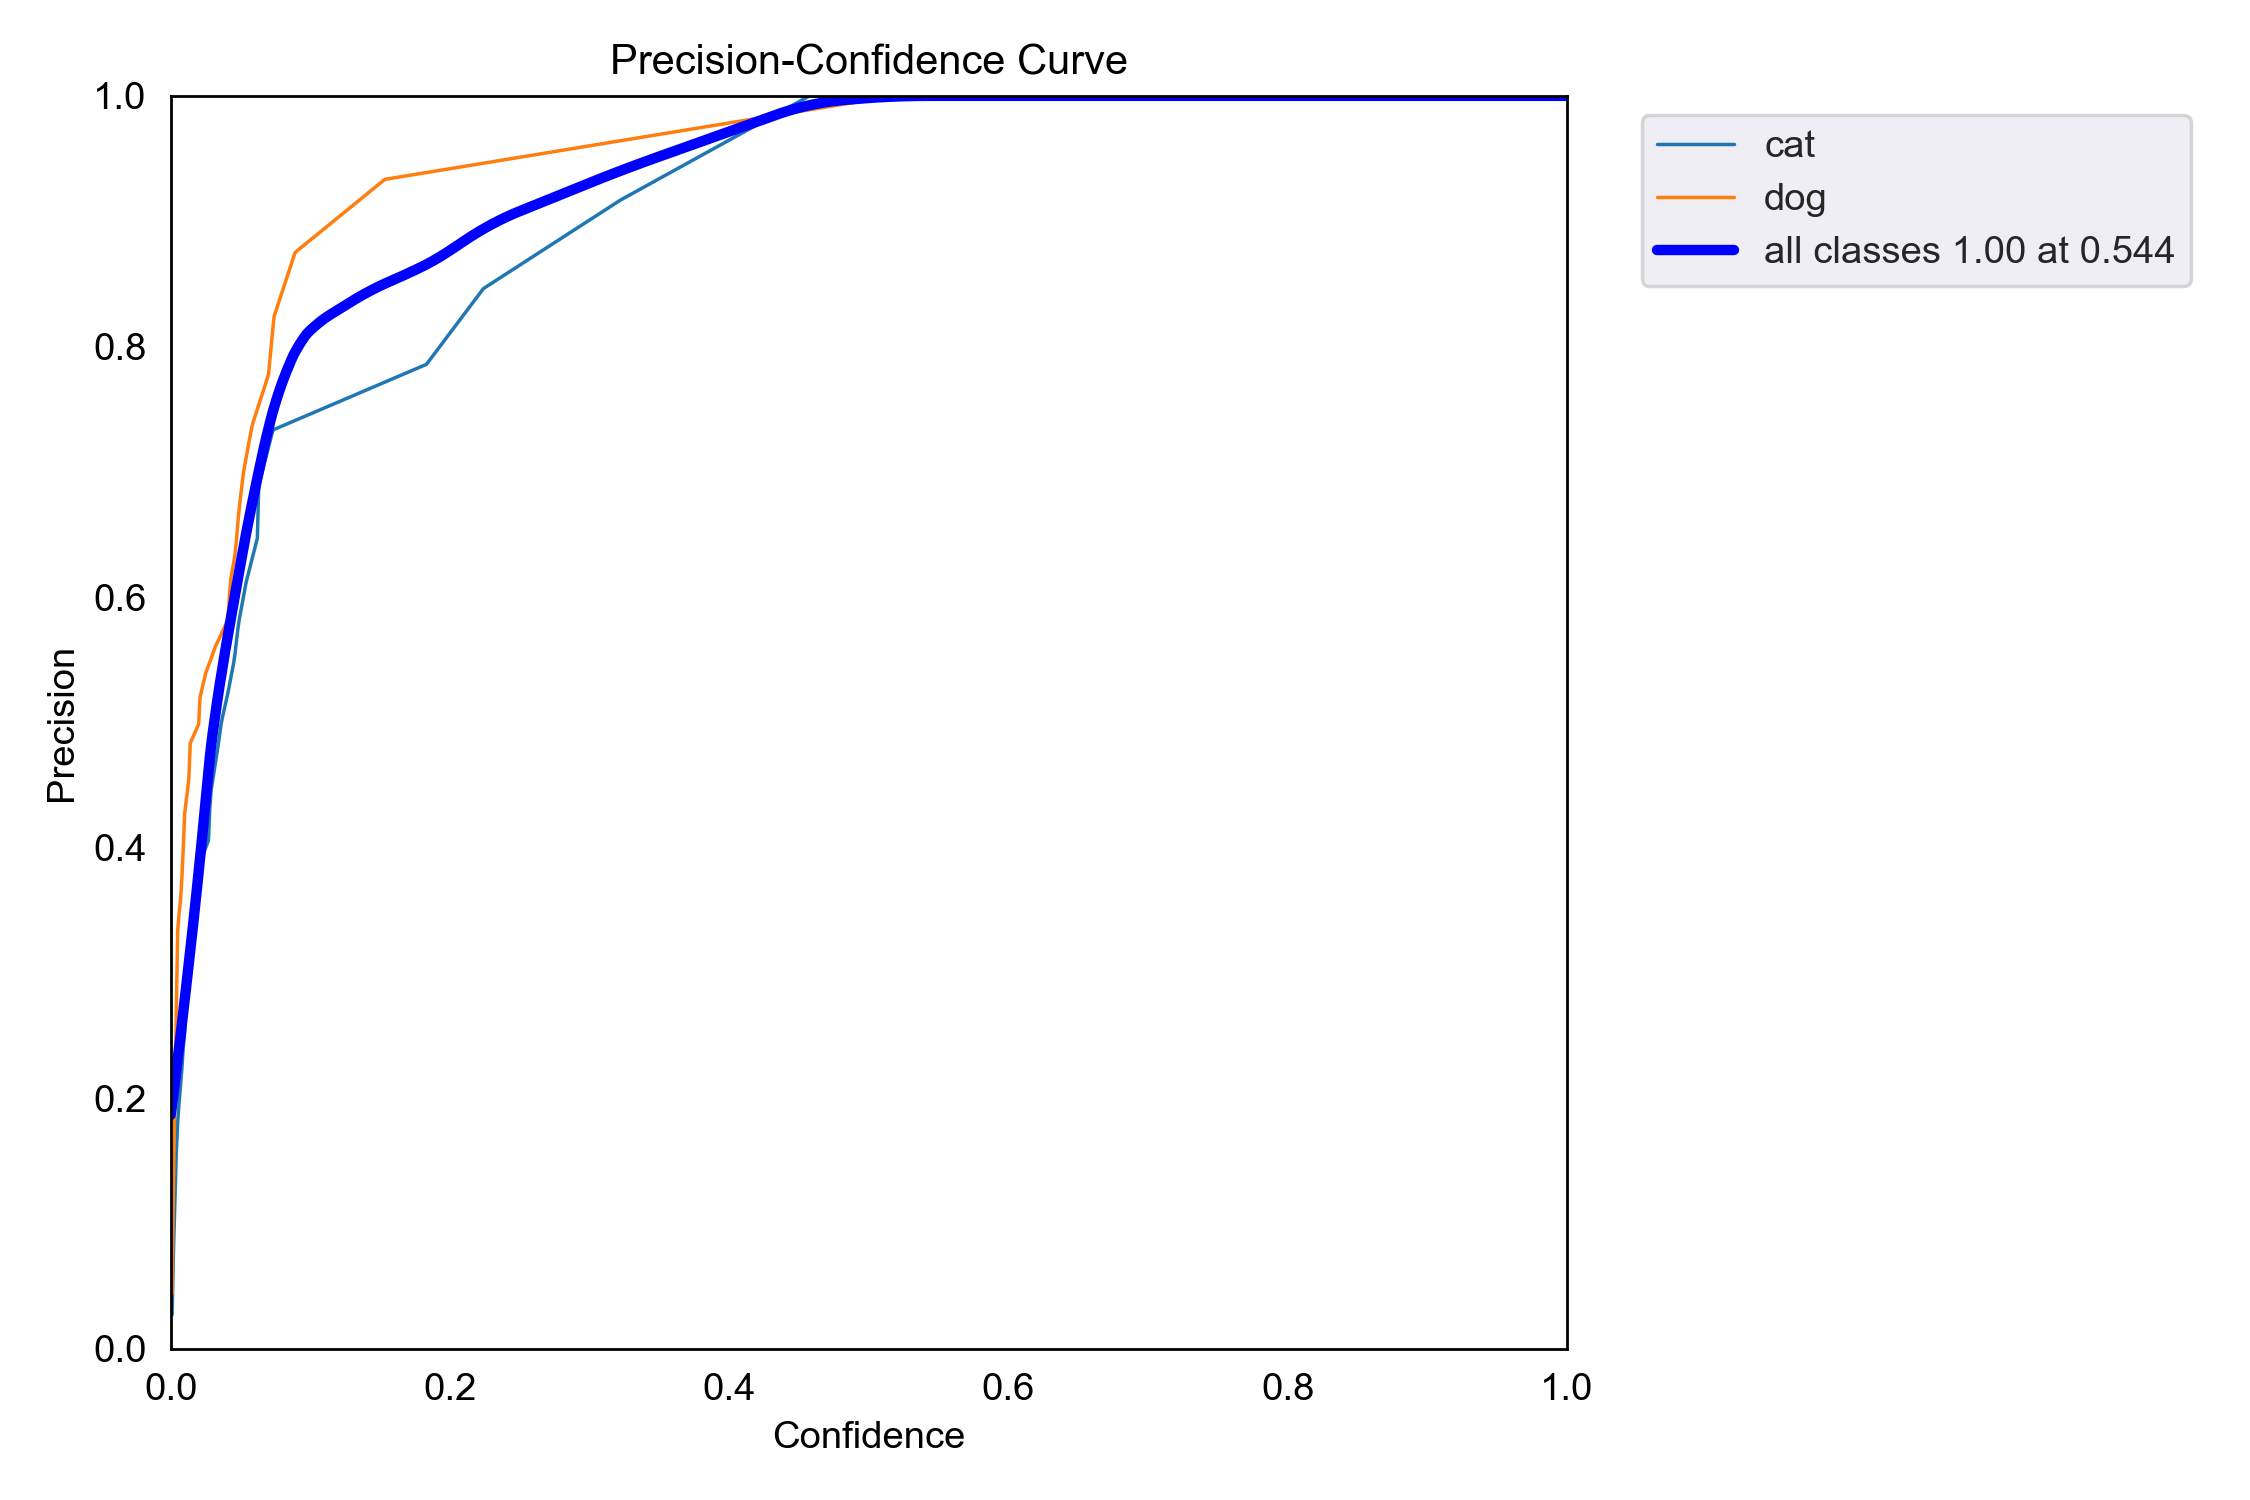 Precision-Confidence Curve
1.0
0.8
0.6
0.4
0.2
0.0
Precision
0.0 0.2 0.4 0.6 0.8 1.0
Confidence
cat
dog
all classes 1.00 at 0.544